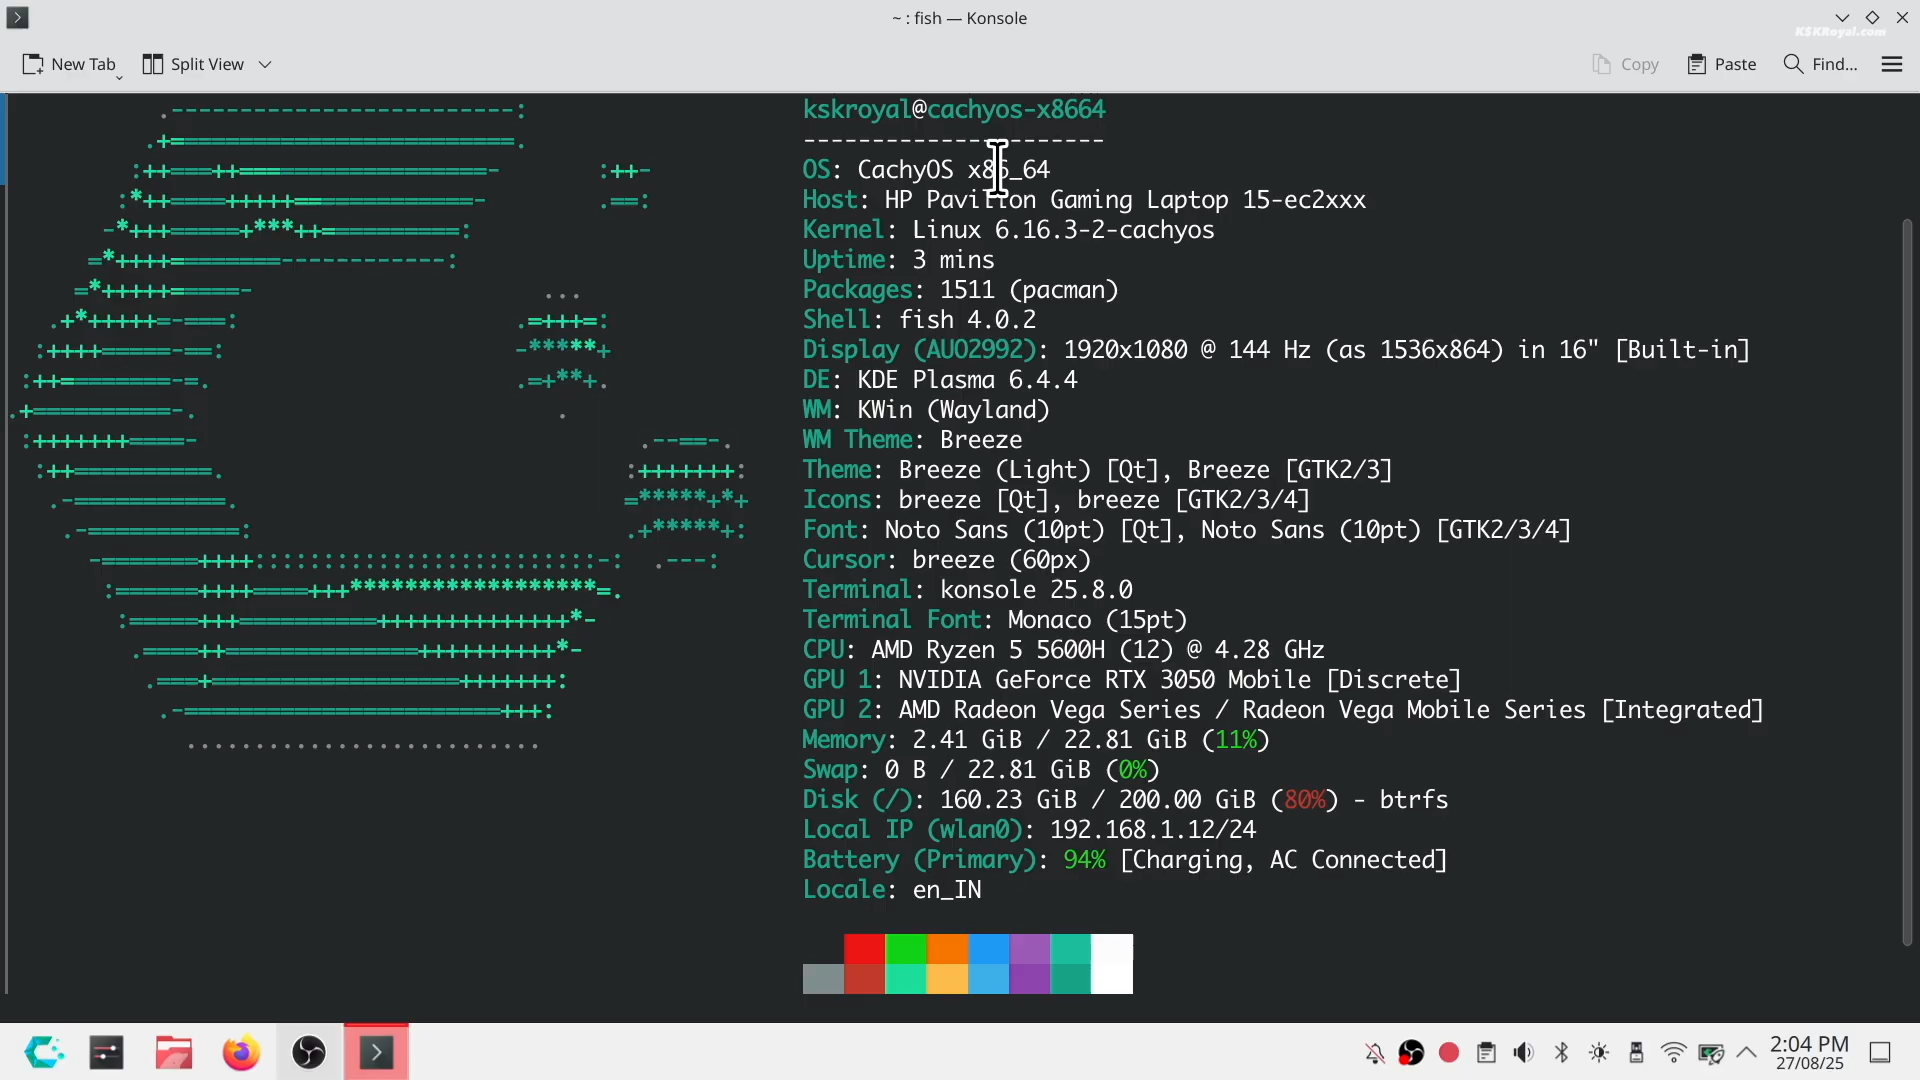 ~ : fish — Konsole
KSKRoyal.com
New Tab
Split View
Copy
Paste
Find...
kskroyal@cachyos-x8664
----------------------
OS: CachyOS x86_64
Host: HP Pavilion Gaming Laptop 15-ec2xxx
Kernel: Linux 6.16.3-2-cachyos
Uptime: 3 mins
Packages: 1511 (pacman)
Shell: fish 4.0.2
Display (AUO2992): 1920x1080 @ 144 Hz (as 1536x864) in 16" [Built-in]
DE: KDE Plasma 6.4.4
WM: KWin (Wayland)
WM Theme: Breeze
Theme: Breeze (Light) [Qt], Breeze [GTK2/3]
Icons: breeze [Qt], breeze [GTK2/3/4]
Font: Noto Sans (10pt) [Qt], Noto Sans (10pt) [GTK2/3/4]
Cursor: breeze (60px)
Terminal: konsole 25.8.0
Terminal Font: Monaco (15pt)
CPU: AMD Ryzen 5 5600H (12) @ 4.28 GHz
GPU 1: NVIDIA GeForce RTX 3050 Mobile [Discrete]
GPU 2: AMD Radeon Vega Series / Radeon Vega Mobile Series [Integrated]
Memory: 2.41 GiB / 22.81 GiB (11%)
Swap: 0 B / 22.81 GiB (0%)
Disk (/): 160.23 GiB / 200.00 GiB (80%) - btrfs
Local IP (wlan0): 192.168.1.12/24
Battery (Primary): 94% [Charging, AC Connected]
Locale: en_IN
2:04 PM
27/08/25